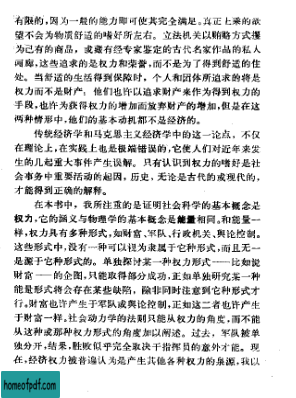 有限的,因为一般的能力即可使其完全满足。真正上乘的欲
望不会为物质舒适的嗜好所左右。立法机关以贿赂方式攫
为己有的商品,或雍有经专家鉴定的古代名家作品的私人
画廊,这些追求的是权力和荣誉,而不是为了得到舒适的住
处。当舒适的生活得到保障时,个人和团体所追求的将是
权力而不是财产:他们也许以追求财产来作为得到权力的
手段,也许为获得权力的增加而放弃财产的增加,但是在这
两种情形中,他们的基本动机都不是经济的。
传统经济学和马克思主义经济学中的这一论点,不仅
在理论上,在实践上也是极端错误的,它使人们对近年来发
生的几起重大事件产生误解。只有认识到权力的嗜好是社
会事务中重要活动的起因,历史,无论是古代的或现代的,
才能得到正确的解释。
在本书中,我所注重的是证明社会科学的基本概念是
权力,它的涵义与物理学的基本概念是能量相同。和能量一
样,权力具有多种形式,如财富、军队、行政机关、舆论控制。
这些形式中,没有一种可以视为隶属于它种形式,而且无一
是源于它种形式的。单独探讨某一种权力形式——比如说
财富——的企图,只能取得部分成功,正如单独研究某一种
能量形式将会存在某些缺陷,除非同时注意到它种形式才
行。财富也许产生于军队或舆论控制,正如这二者也许产生
于财富一样。社会动力学的法则只能从权力的角度,而不能
从这种或那种权力形式的角度加以阐述。过去,军队被单
独分开,结果,胜败似乎完全取决于指挥员的意外才能。现
在,经济权力被普遍认为是产生其他各种权力的泉源,我以
homeofpdf.com
homeofpdf.com